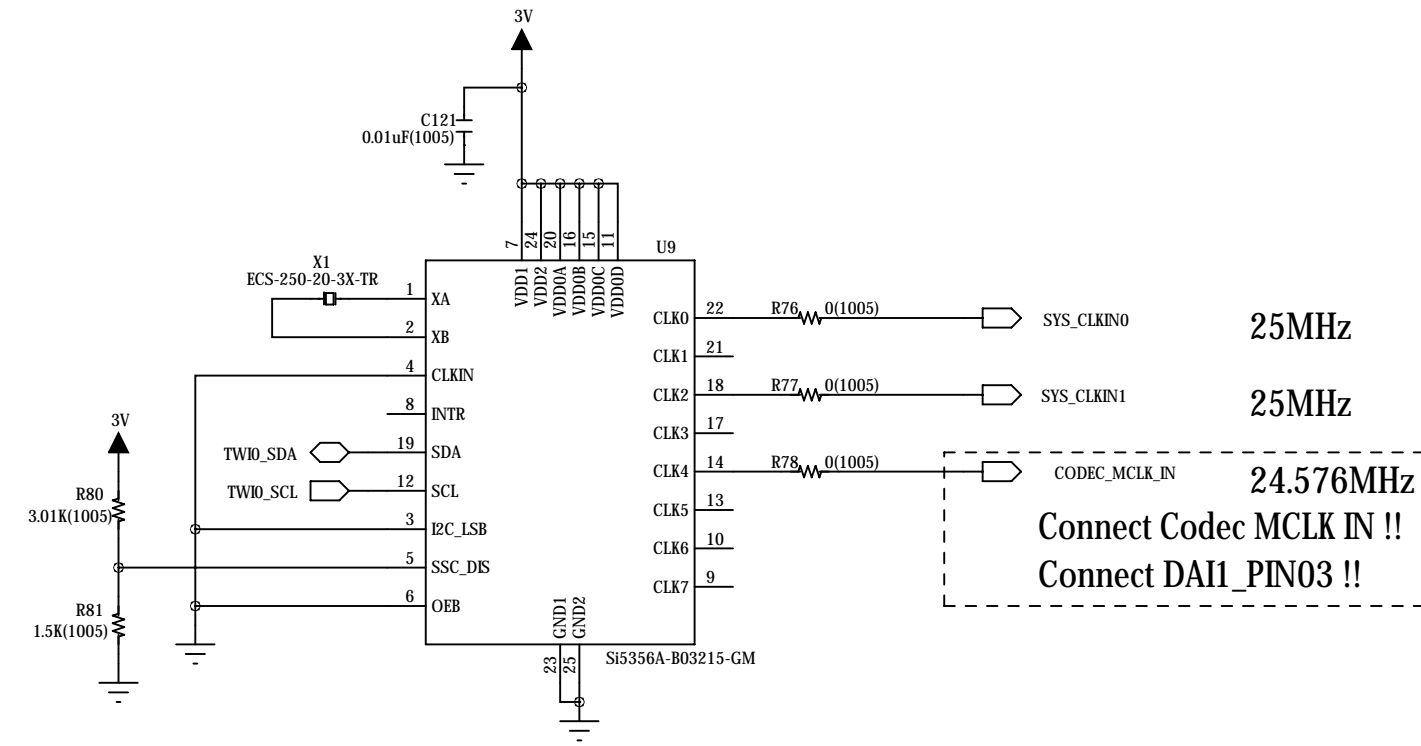 3V
C121
0.01uF(1005)
7
24
20
16
15
11
U9
VDD1
VDD2
VDDOA
VDDOB
VDDOC
VDDOD
X1
ECS-250-20-3X-TR
1
XA
2
XB
4
CLKIN
8
INTR
TWI0_SDA
19
SDA
TWI0_SCL
12
SCL
3
I2C_LSB
5
SSC_DIS
6
OEB
3V
R80
3.01K(1005)
R81
1.5K(1005)
CLK0
22
R76
0(1005)
SYS_CLKIN0
25MHz
CLK1
21
CLK2
18
R77
0(1005)
SYS_CLKIN1
25MHz
CLK3
17
CLK4
14
R78
0(1005)
CODEC_MCLK_IN
24.576MHz
CLK5
13
Connect Codec MCLK IN !!
CLK6
10
Connect DAI1_PIN03 !!
CLK7
9
GND1
GND2
23
25
Si5356A-B03215-GM